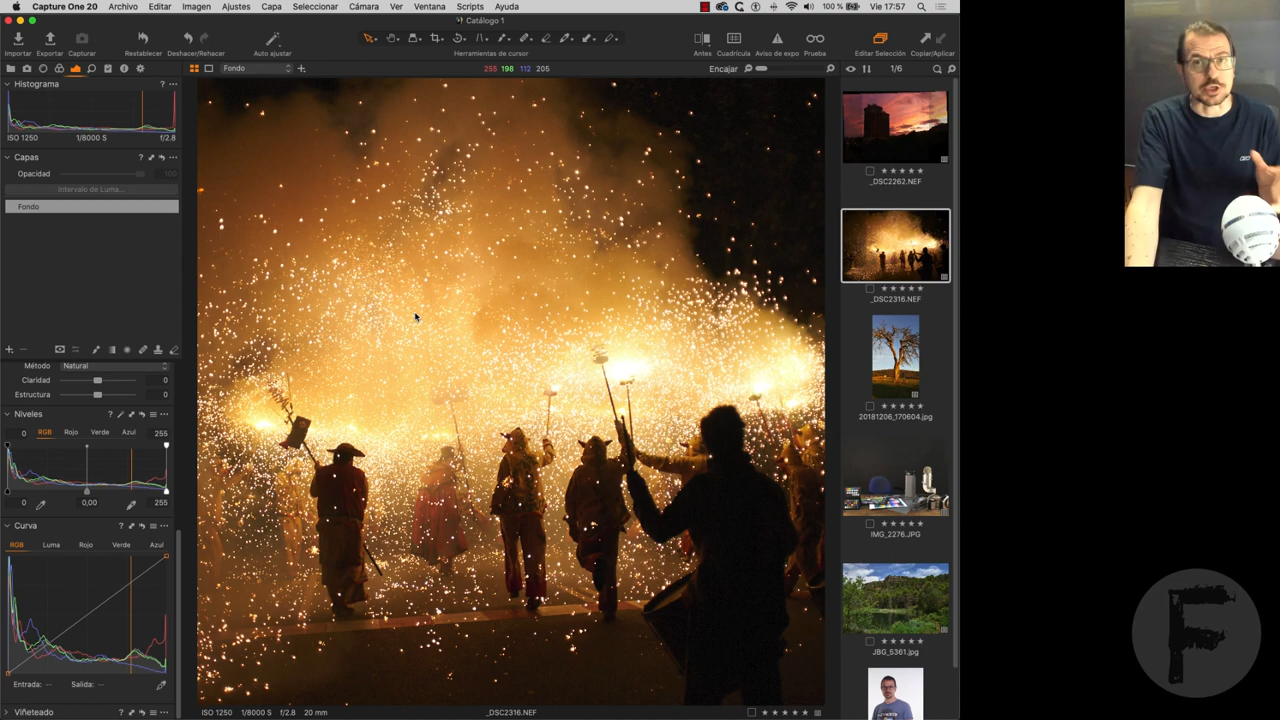 Capture One 20 Archivo Editar Imagen Ajustes Capa Seleccionar Cámara Ver Ventana Scripts Ayuda 100 % Vie 17:57
Catálogo 1
Importar Exportar Capturar Restablecer Deshacer/Rehacer Auto ajustar Herramientas de cursor Antes Cuadrícula Aviso de expo Prueba Editar Selección Copiar/Aplicar
Fondo 255 198 112 205 Encajar 1/6
Histograma ? ...
ISO 1250 1/8000 S f/2.8
Capas ? ...
Opacidad 100
Intervalo de Luma...
Fondo
Método Natural
Claridad 0
Estructura 0
Niveles ? ...
0 RGB Rojo Verde Azul 255
0 0,00 255
Curva ? ...
RGB Luma Rojo Verde Azul
Entrada: -- Salida: --
Viñeteado ? ...
ISO 1250 1/8000 S f/2.8 20 mm _DSC2316.NEF
_DSC2262.NEF
_DSC2316.NEF
20181206_170604.jpg
IMG_2276.JPG
JBG_5361.jpg
F